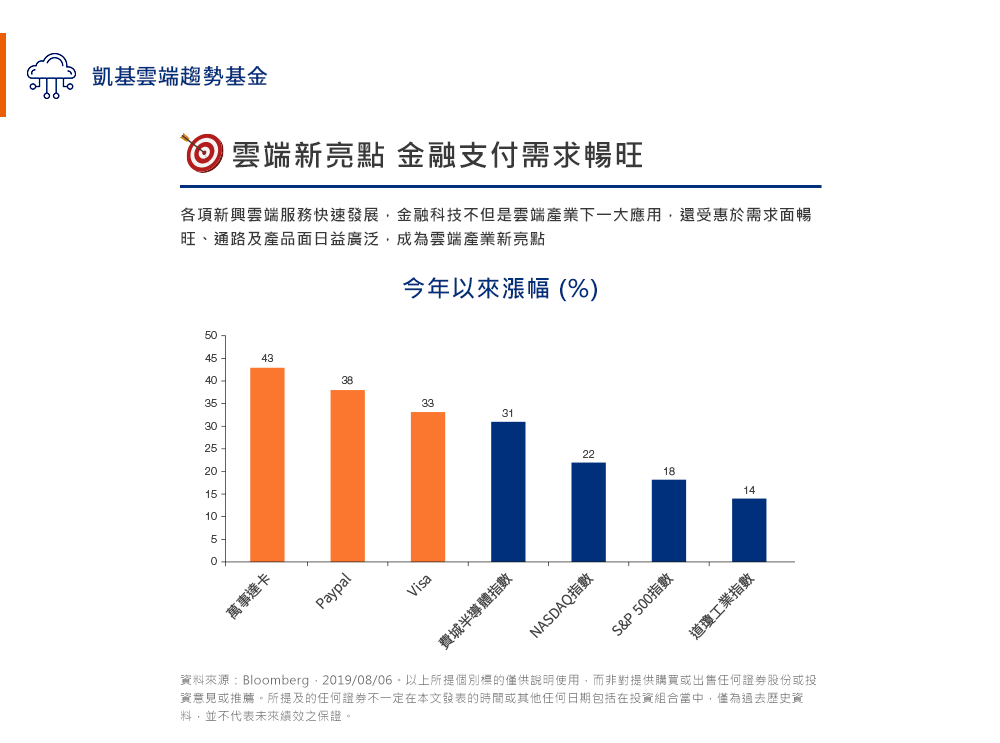 凱基雲端趨勢基金
雲端新亮點 金融支付需求暢旺
各項新興雲端服務快速發展，金融科技不但是雲端產業下一大應用，還受惠於需求面暢
旺、通路及產品面日益廣泛，成為雲端產業新亮點
今年以來漲幅 (%)
50
45
40
35
30
25
20
15
10
5
0
43
38
33
31
22
18
14
萬事達卡
Paypal
Visa
費城半導體指數
NASDAQ指數
S&P 500指數
道瓊工業指數
資料來源：Bloomberg，2019/08/06。以上所提個別標的僅供說明使用，而非對提供購買或出售任何證券股份或投
資意見或推薦。所提及的任何證券不一定在本文發表的時間或其他任何日期包括在投資組合當中，僅為過去歷史資
料，並不代表未來績效之保證。